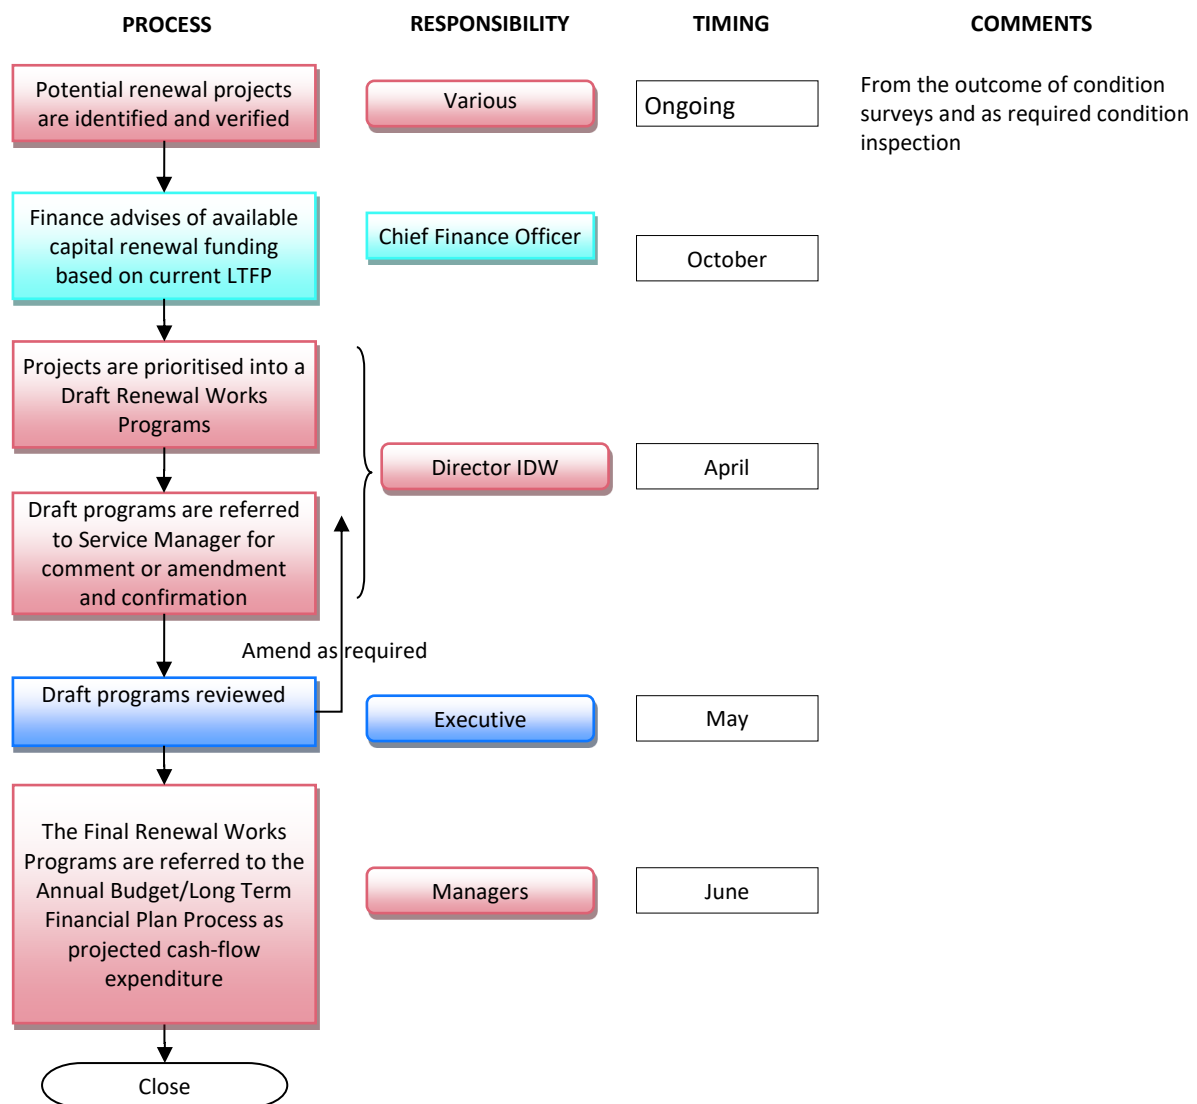 PROCESS
RESPONSIBILITY
TIMING
COMMENTS
Potential renewal projects
are identified and verified
Various
Ongoing
From the outcome of condition
surveys and as required condition
inspection
Finance advises of available
capital renewal funding
based on current LTFP
Chief Finance Officer
October
Projects are prioritised into a
Draft Renewal Works
Programs
Director IDW
April
Draft programs are referred
to Service Manager for
comment or amendment
and confirmation
Amend as required
Draft programs reviewed
Executive
May
The Final Renewal Works
Programs are referred to the
Annual Budget/Long Term
Financial Plan Process as
projected cash-flow
expenditure
Managers
June
Close